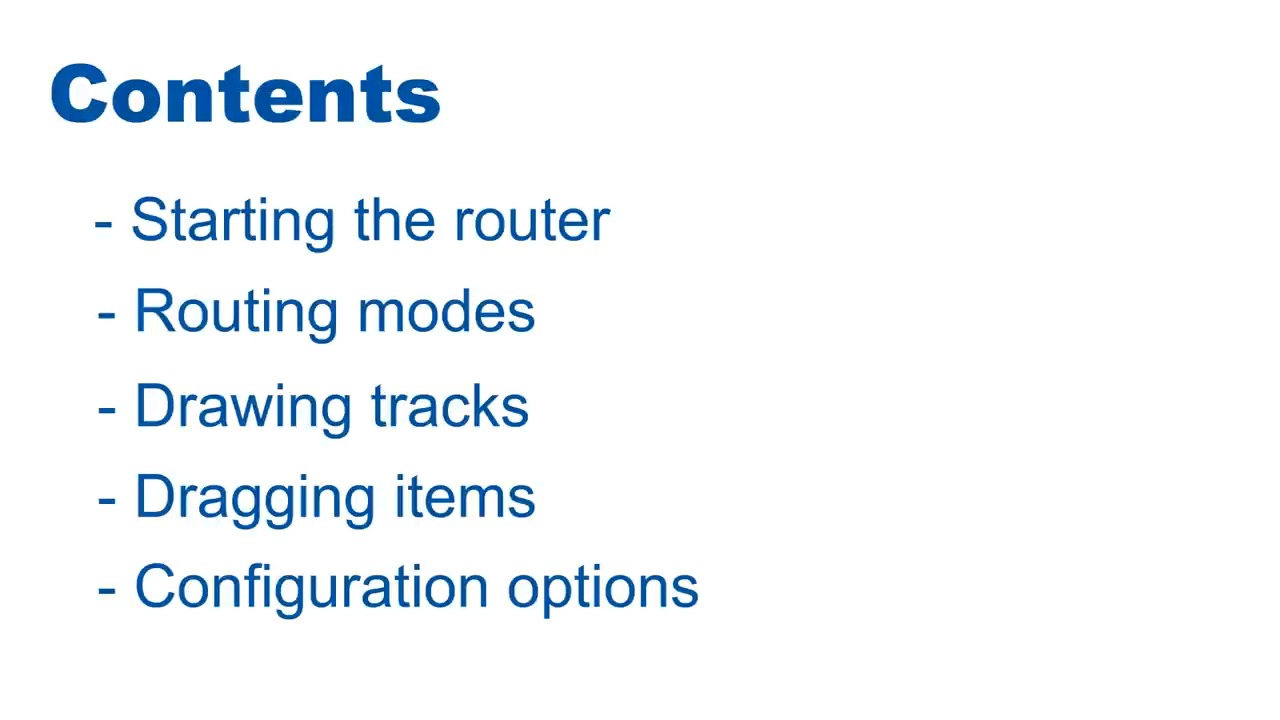 Contents
- Starting the router
- Routing modes
- Drawing tracks
- Dragging items
- Configuration options